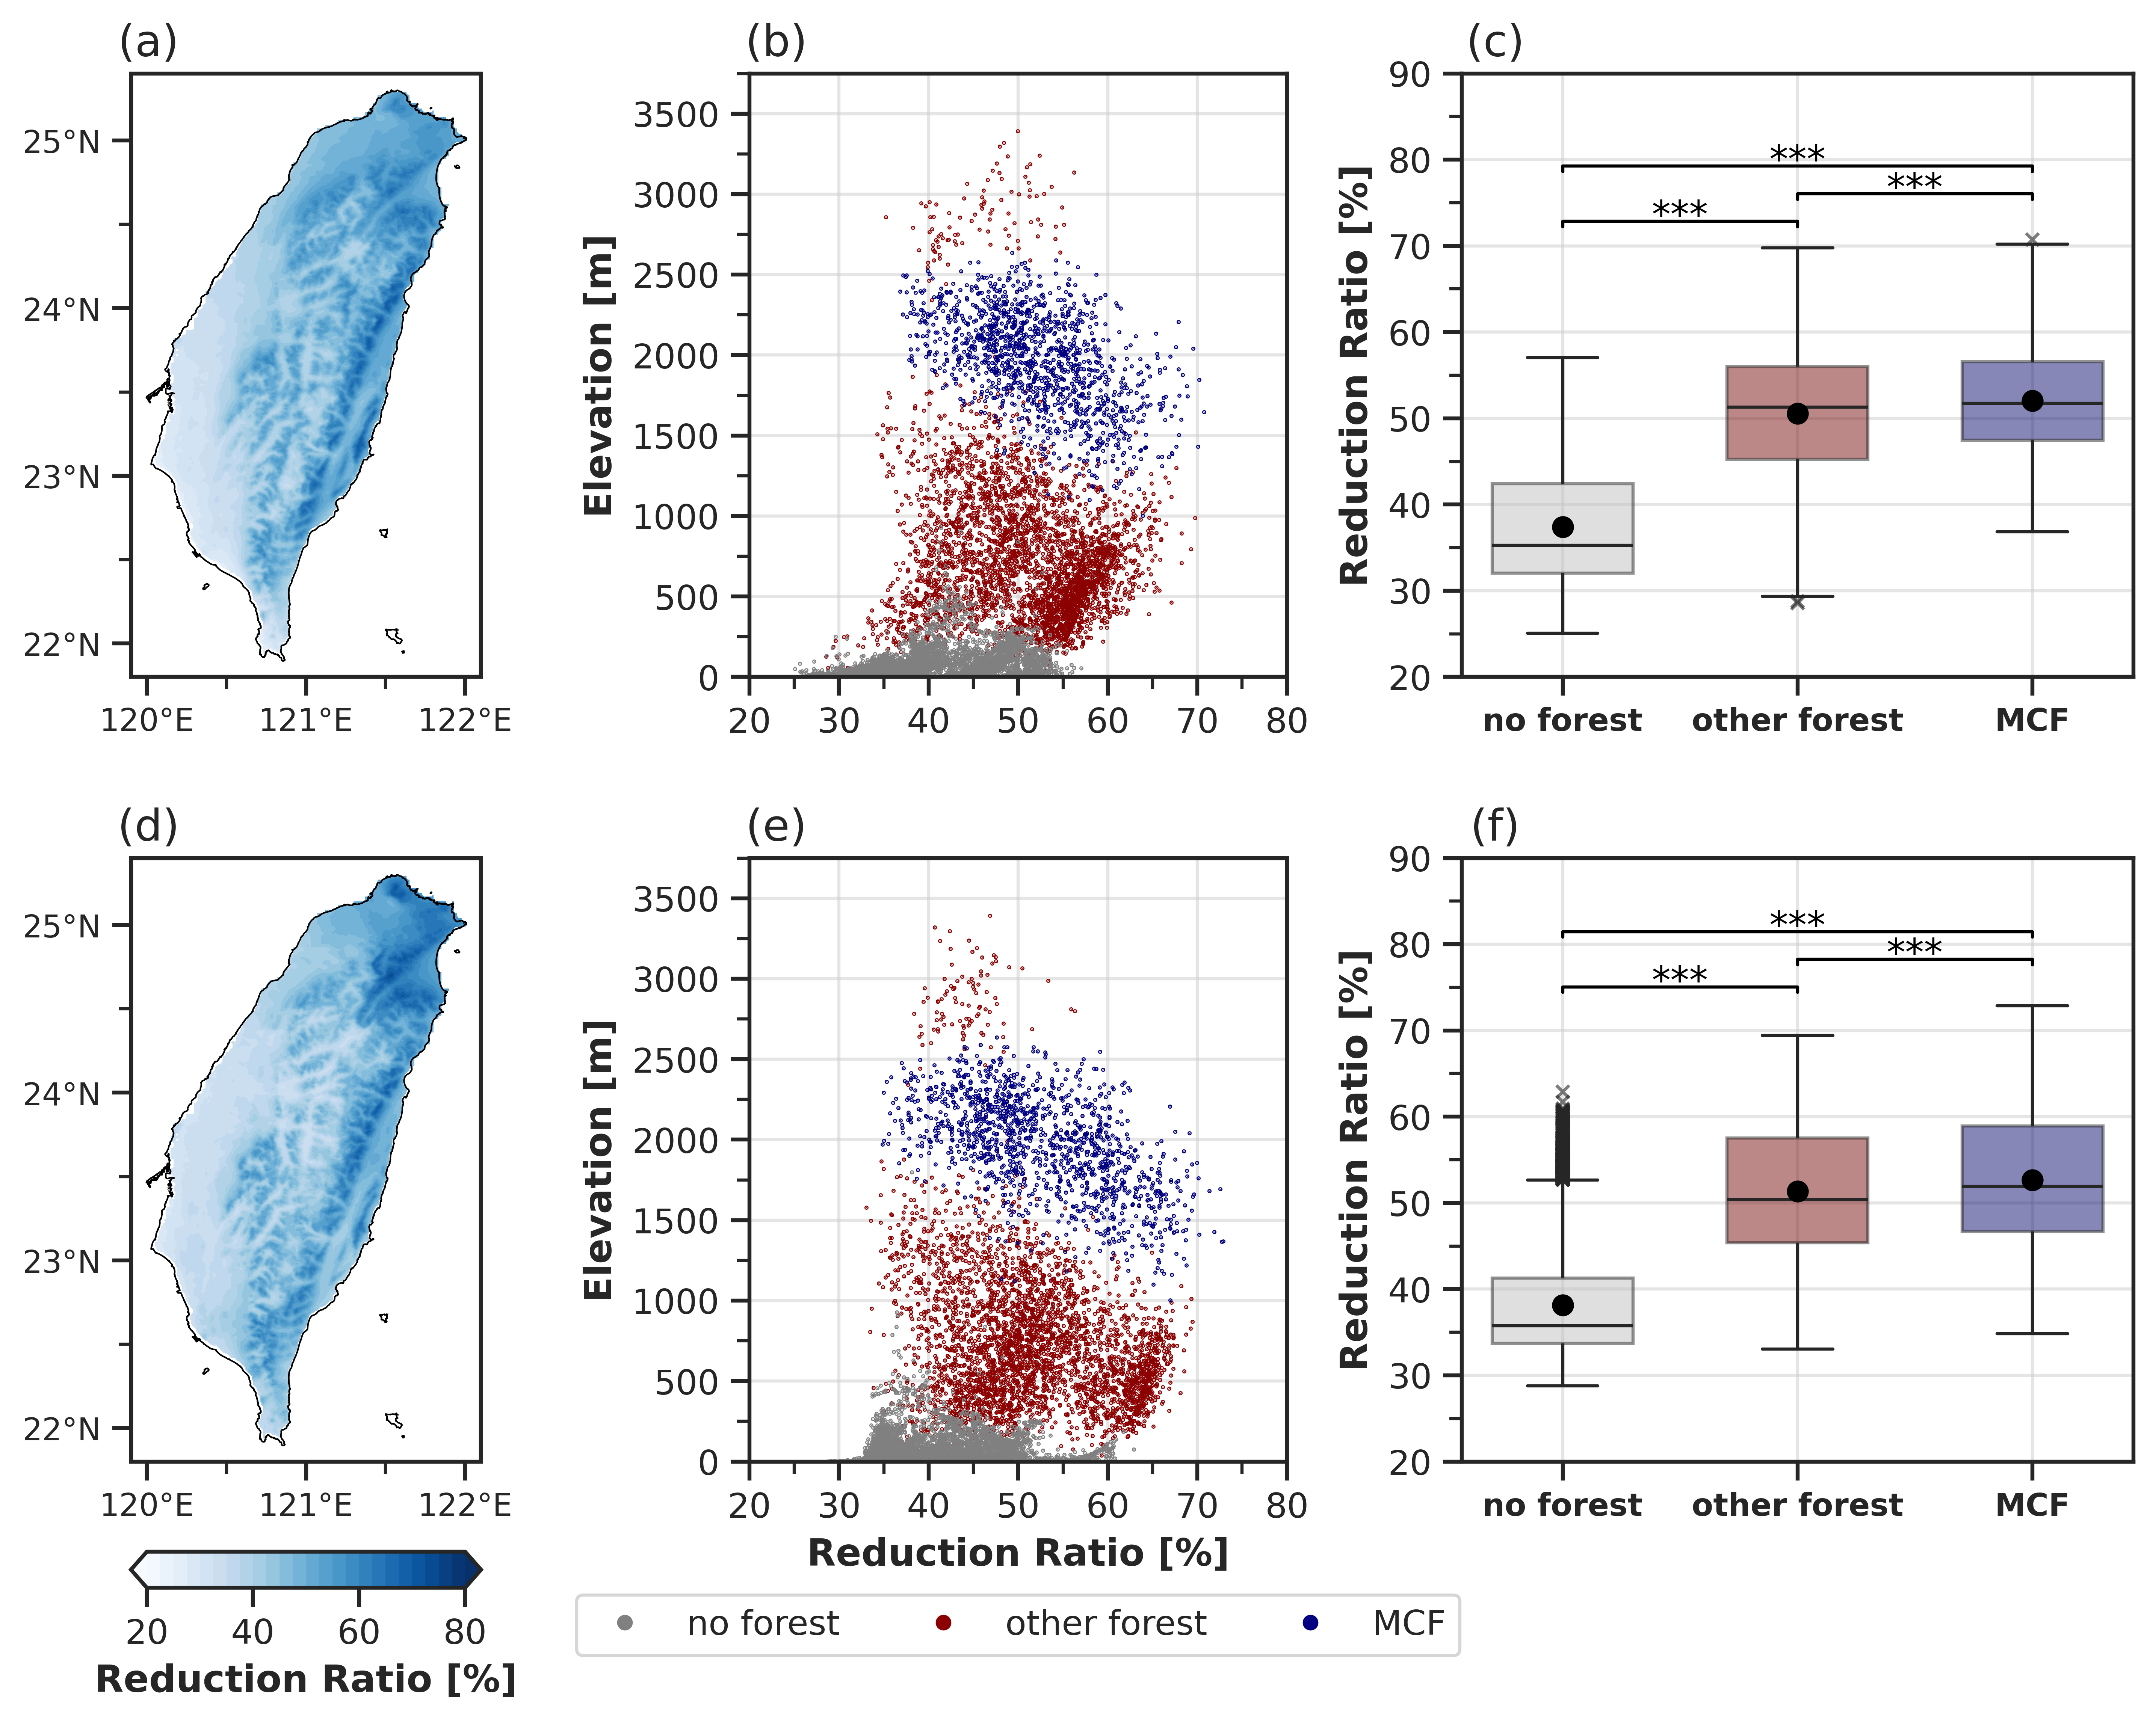 (a)
25°N
24°N
23°N
22°N
120°E 121°E 122°E
(b)
Elevation [m]
3500
3000
2500
2000
1500
1000
500
0
20 30 40 50 60 70 80
(c)
Reduction Ratio [%]
90
80
70
60
50
40
30
20
***
***
***
no forest other forest MCF
(d)
25°N
24°N
23°N
22°N
120°E 121°E 122°E
20 40 60 80
Reduction Ratio [%]
(e)
Elevation [m]
3500
3000
2500
2000
1500
1000
500
0
20 30 40 50 60 70 80
Reduction Ratio [%]
no forest other forest MCF
(f)
Reduction Ratio [%]
90
80
70
60
50
40
30
20
***
***
***
no forest other forest MCF